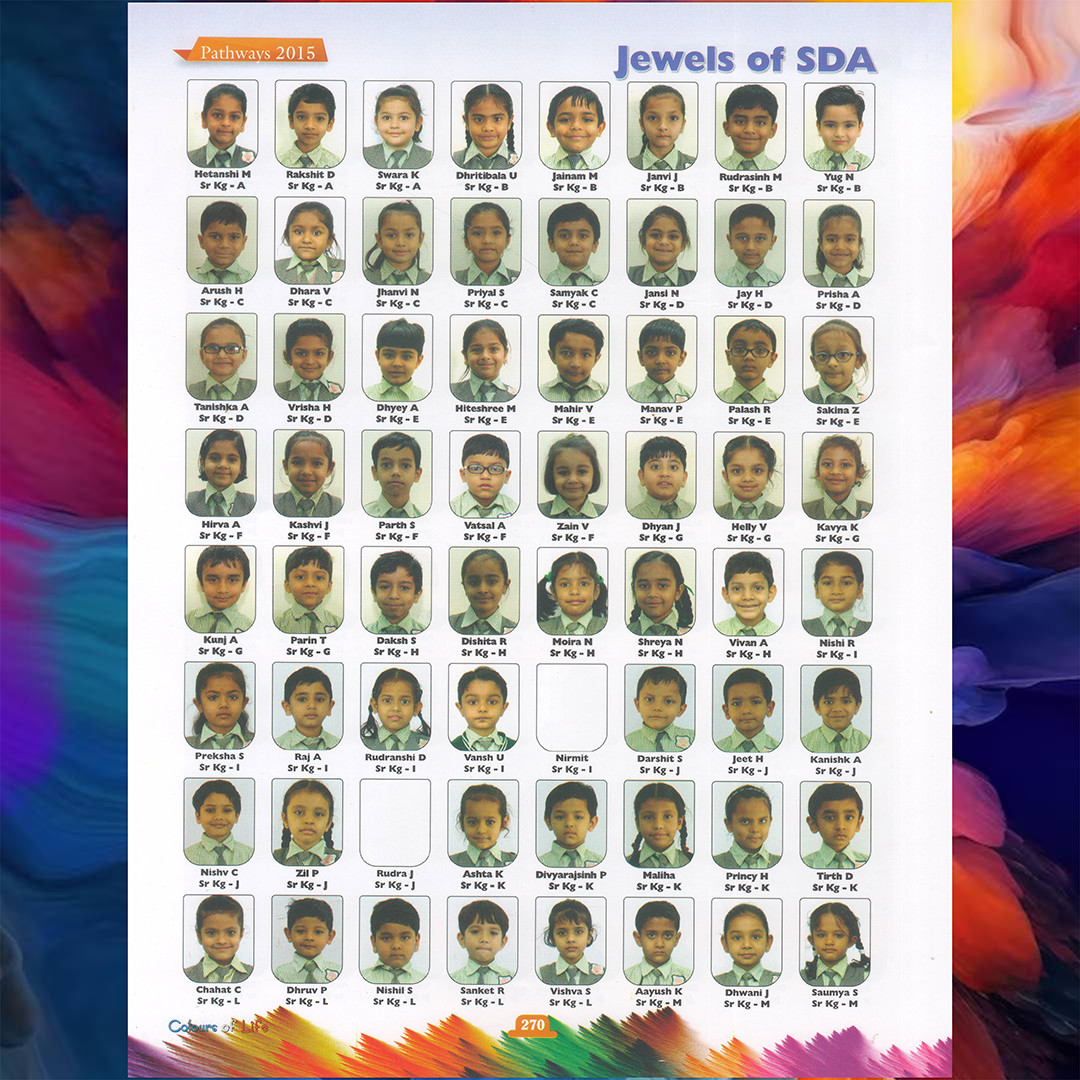 Pathways 2015
Jewels of SDA
Hetanshi M Rakshit D Swara K Dhritibala U Jainam M Janvi J Rudrasinh M Yug N
Sr Kg - A Sr Kg - A Sr Kg - A Sr Kg - B Sr Kg - B Sr Kg - B Sr Kg - B Sr Kg - B
Arush H Dhara V Jhanvi N Priyal S Samyak C Jansi N Jay H Prisha A
Sr Kg - C Sr Kg - C Sr Kg - C Sr Kg - C Sr Kg - C Sr Kg - D Sr Kg - D Sr Kg - D
Tanishka A Vrisha H Dhyey A Hiteshree M Mahir V Manav P Palash R Sakina Z
Sr Kg - D Sr Kg - D Sr Kg - E Sr Kg - E Sr Kg - E Sr Kg - E Sr Kg - E Sr Kg - E
Hirva A Kashvi J Parth S Vatsal A Zain V Dhyan J Helly V Kavya K
Sr Kg - F Sr Kg - F Sr Kg - F Sr Kg - F Sr Kg - F Sr Kg - G Sr Kg - G Sr Kg - G
Kunj A Parin T Daksh S Dishita R Moira N Shreya N Vivan A Nishi R
Sr Kg - G Sr Kg - G Sr Kg - H Sr Kg - H Sr Kg - H Sr Kg - H Sr Kg - H Sr Kg - I
Preksha S Raj A Rudranshi D Vansh U Nirmit Darshit S Jeet H Kanishk A
Sr Kg - I Sr Kg - I Sr Kg - I Sr Kg - I Sr Kg - I Sr Kg - J Sr Kg - J Sr Kg - J
Nishv C Zil P Rudra J Ashta K Divyarajsinh P Maliha Princy H Tirth D
Sr Kg - J Sr Kg - J Sr Kg - J Sr Kg - K Sr Kg - K Sr Kg - K Sr Kg - K Sr Kg - K
Chahat C Dhruv P Nishil S Sanket R Vishva S Aayush K Dhwani J Saumya S
Sr Kg - L Sr Kg - L Sr Kg - L Sr Kg - L Sr Kg - L Sr Kg - M Sr Kg - M Sr Kg - M
Colours of Life
270